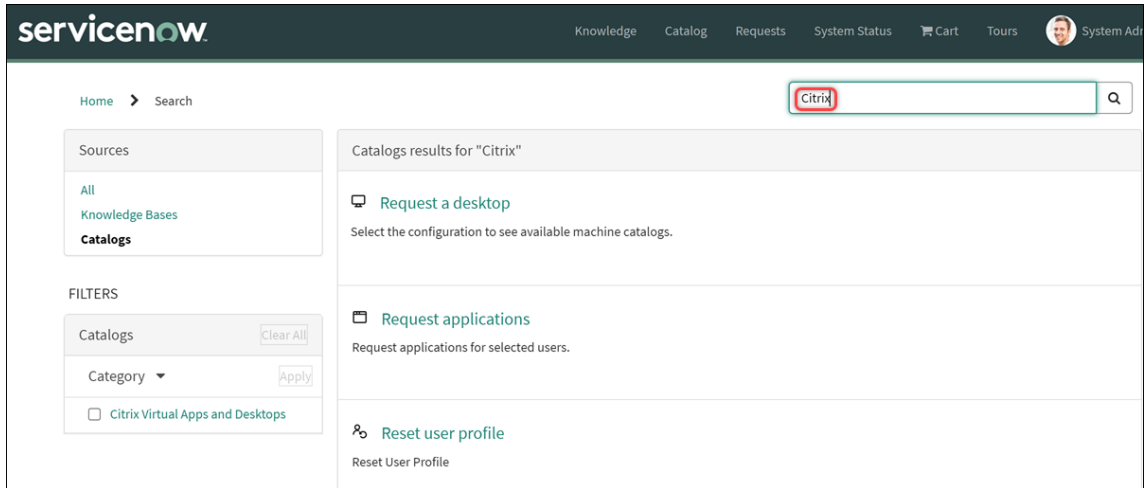 servicenow
Knowledge Catalog Requests System Status Cart Tours System Adr
Home Search
Citrix
Sources
All
Knowledge Bases
Catalogs
FILTERS
Catalogs Clear All
Category Apply
Citrix Virtual Apps and Desktops
Catalogs results for "Citrix"
Request a desktop
Select the configuration to see available machine catalogs.
Request applications
Request applications for selected users.
Reset user profile
Reset User Profile